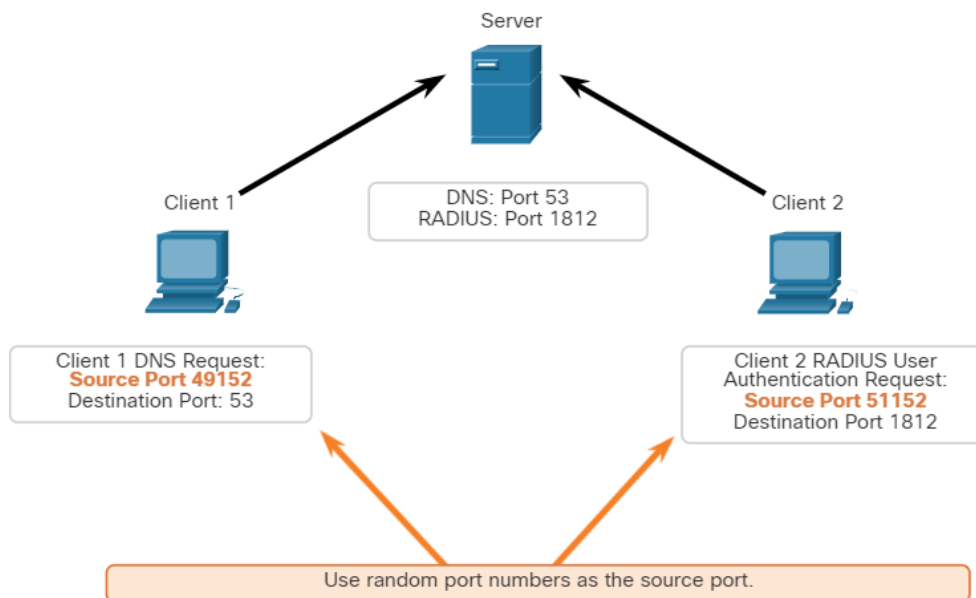 Server
Client 1
DNS: Port 53
RADIUS: Port 1812
Client 2
Client 1 DNS Request:
Source Port 49152
Destination Port: 53
Client 2 RADIUS User
Authentication Request:
Source Port 51152
Destination Port 1812
Use random port numbers as the source port.